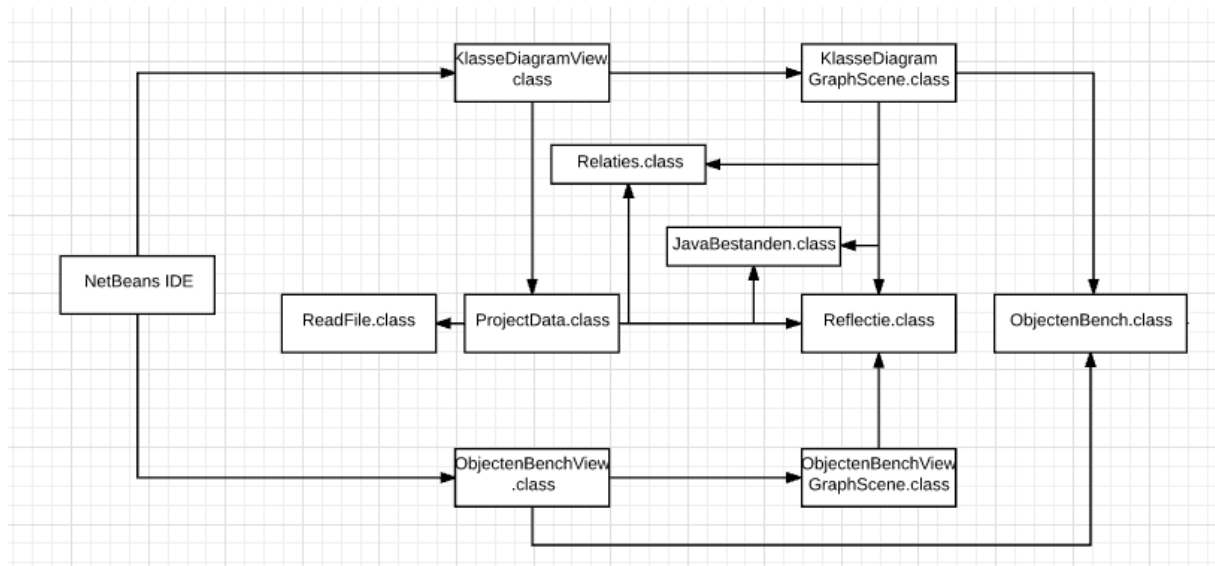 KlasseDiagramView
.class
KlasseDiagram
GraphScene.class
Relaties.class
JavaBestanden.class
NetBeans IDE
ReadFile.class
ProjectData.class
Reflectie.class
ObjectenBench.class
ObjectenBenchView
.class
ObjectenBenchView
GraphScene.class